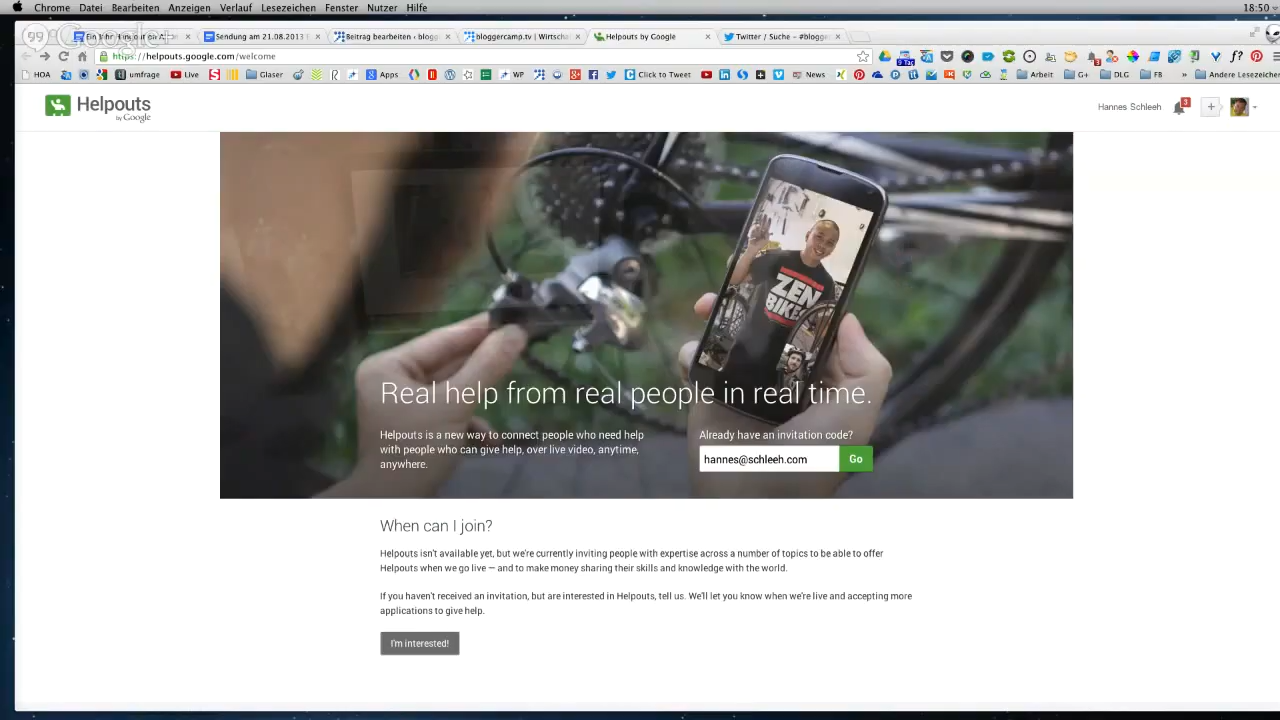 Chrome Datei Bearbeiten Anzeigen Verlauf Lesezeichen Fenster Nutzer Hilfe 18:50
Google+
Sendung am 21.08.2013
Beitrag bearbeiten ‹ blogg
bloggercamp.tv | Wirtsch
Helpouts by Google
Twitter / Suche – #blogger
https://helpouts.google.com/welcome
HOA umfrage Live Glaser Apps WP Click to Tweet News Arbeit G+ DLG FB » Andere Lesezeichen
9 Tag
Helpouts
by Google
Hannes Schleeh 3
ZEN
BIKE
Real help from real people in real time.
Helpouts is a new way to connect people who need help
with people who can give help, over live video, anytime,
anywhere.
Already have an invitation code?
hannes@schleeh.com Go
When can I join?
Helpouts isn't available yet, but we're currently inviting people with expertise across a number of topics to be able to offer
Helpouts when we go live — and to make money sharing their skills and knowledge with the world.
If you haven't received an invitation, but are interested in Helpouts, tell us. We'll let you know when we're live and accepting more
applications to give help.
I'm interested!